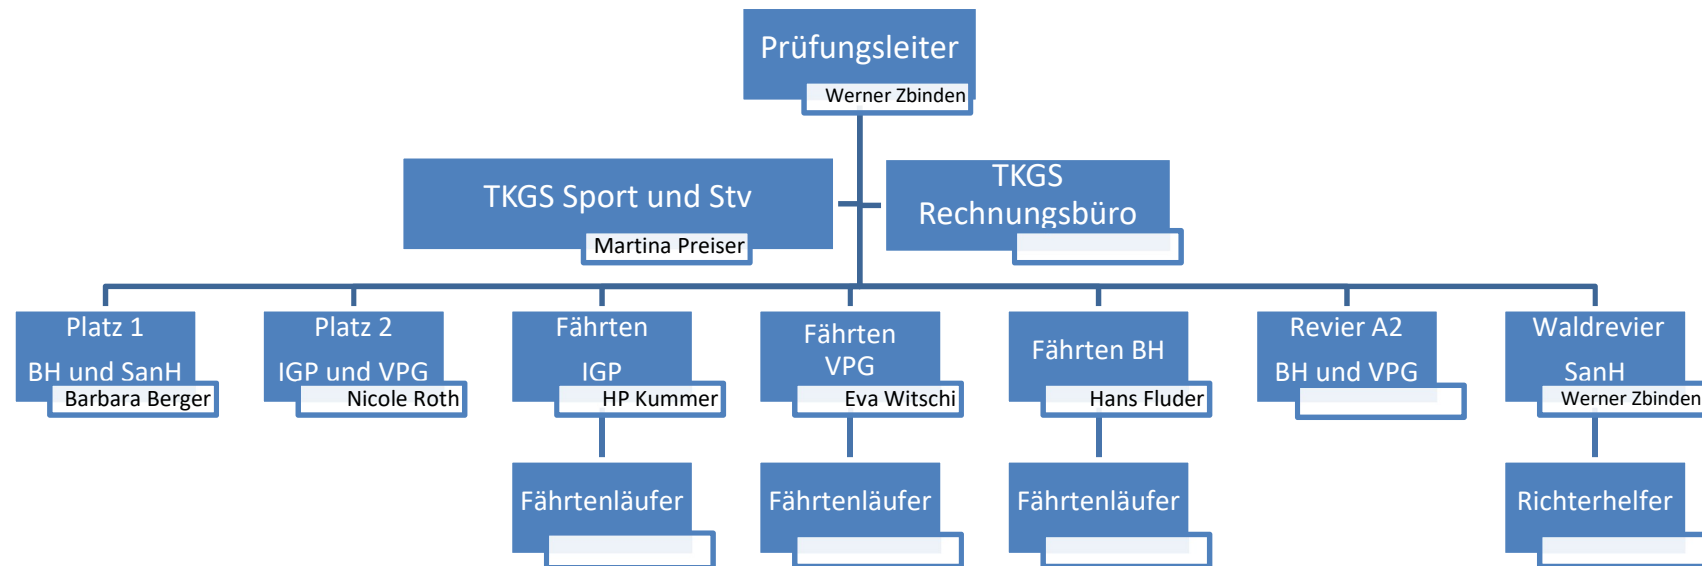 Prüfungsleiter
Werner Zbinden
TKGS Sport und Stv
Martina Preiser
TKGS
Rechnungsbüro
Platz 1
BH und SanH
Barbara Berger
Platz 2
IGP und VPG
Nicole Roth
Fährten
IGP
HP Kummer
Fährten
VPG
Eva Witschi
Fährten BH
Hans Fluder
Revier A2
BH und VPG
Waldrevier
SanH
Werner Zbinden
Fährtenläufer
Fährtenläufer
Fährtenläufer
Richterhelfer